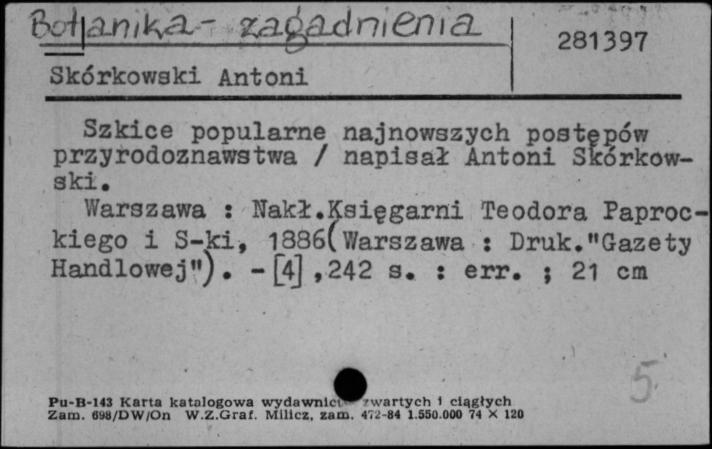 Botanika - zagadnienia
281397
Skórkowski Antoni
Szkice popularne najnowszych postępów
przyrodoznawstwa / napisał Antoni Skórkow-
ski.
Warszawa : Nakł.Księgarni Teodora Paproc-
kiego i S-ki, 1886(Warszawa : Druk."Gazety
Handlowej"). - [4] ,242 s. : err. ; 21 cm
5
Pu-B-143 Karta katalogowa zwartych i ciągłych
Zam. 698/DW/On W.Z.Graf. Milicz, zam. 472-84 1.550.000 74 X 120